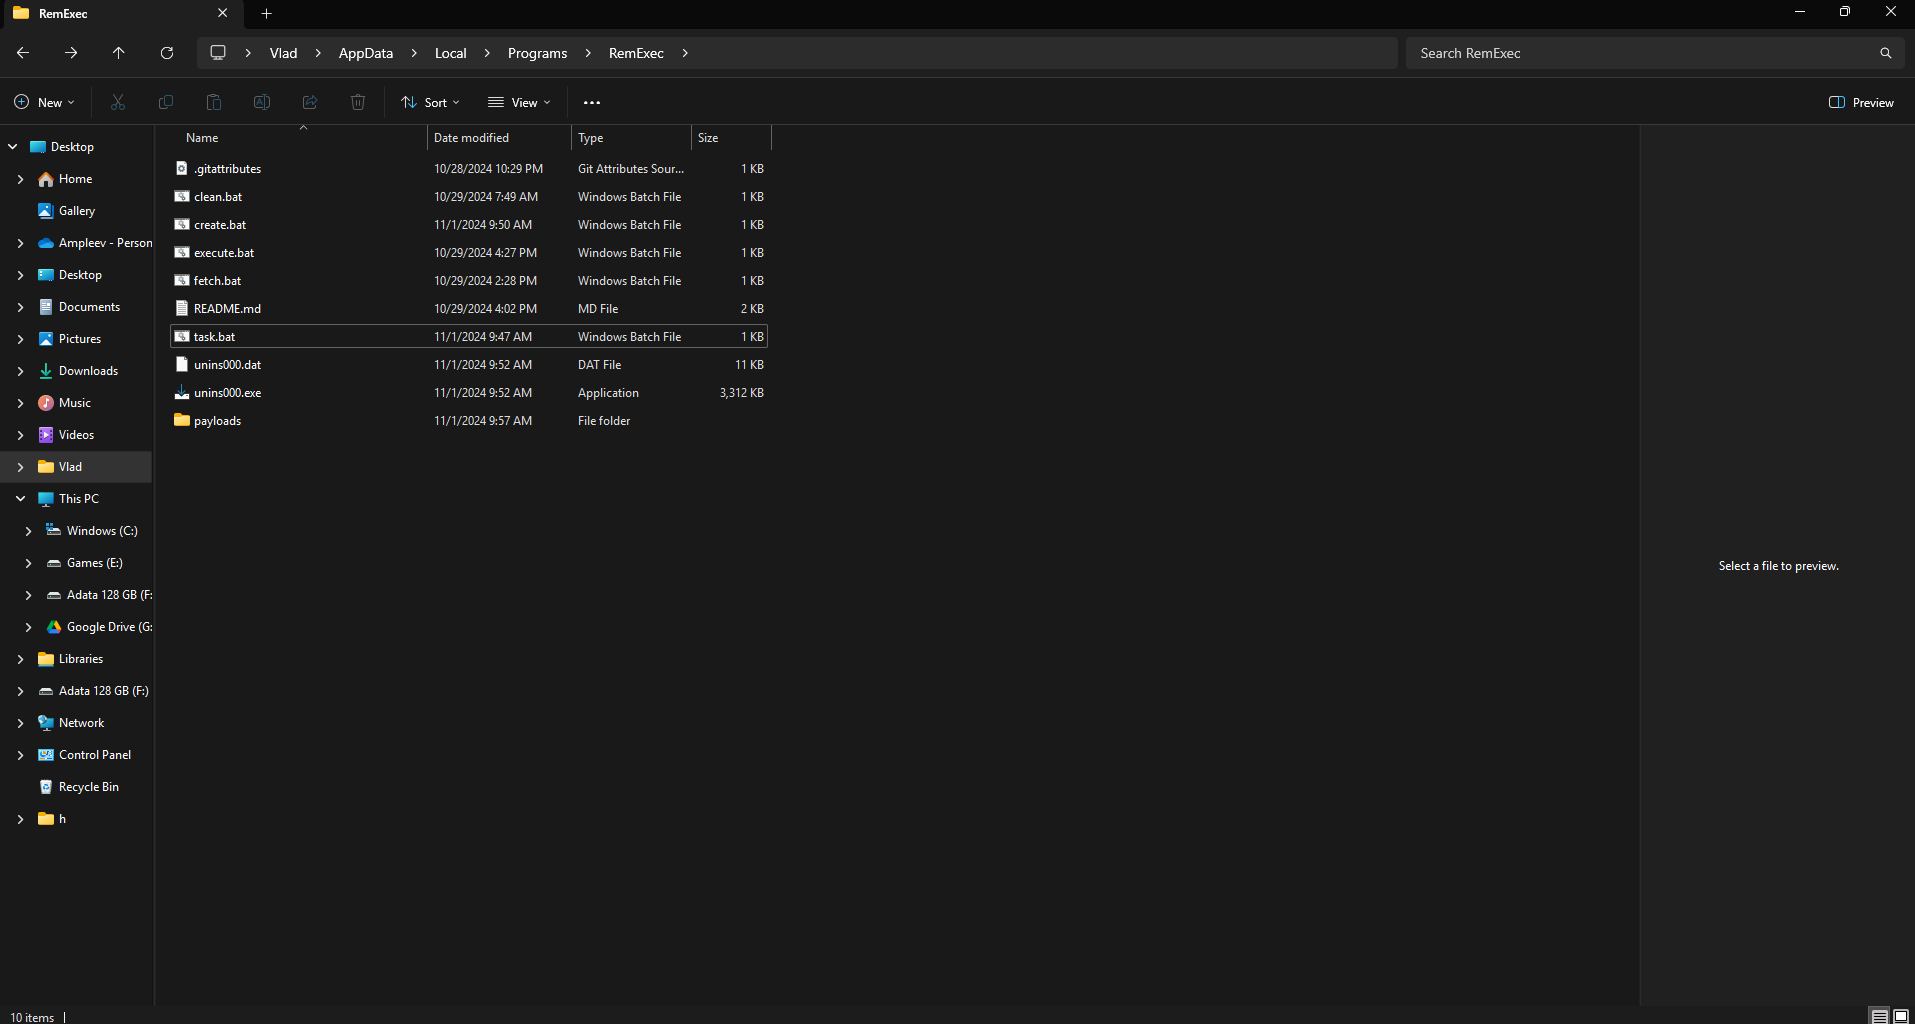 RemExec
Vlad > AppData > Local > Programs > RemExec >
Search RemExec
New
Sort
View
Preview
Name Date modified Type Size
.gitattributes 10/28/2024 10:29 PM Git Attributes Sour... 1 KB
clean.bat 10/29/2024 7:49 AM Windows Batch File 1 KB
create.bat 11/1/2024 9:50 AM Windows Batch File 1 KB
execute.bat 10/29/2024 4:27 PM Windows Batch File 1 KB
fetch.bat 10/29/2024 2:28 PM Windows Batch File 1 KB
README.md 10/29/2024 4:02 PM MD File 2 KB
task.bat 11/1/2024 9:47 AM Windows Batch File 1 KB
unins000.dat 11/1/2024 9:52 AM DAT File 11 KB
unins000.exe 11/1/2024 9:52 AM Application 3,312 KB
payloads 11/1/2024 9:57 AM File folder
Desktop
Home
Gallery
Ampleev - Person
Desktop
Documents
Pictures
Downloads
Music
Videos
Vlad
This PC
Windows (C:)
Games (E:)
Adata 128 GB (F:
Google Drive (G:
Libraries
Adata 128 GB (F:)
Network
Control Panel
Recycle Bin
h
Select a file to preview.
10 items